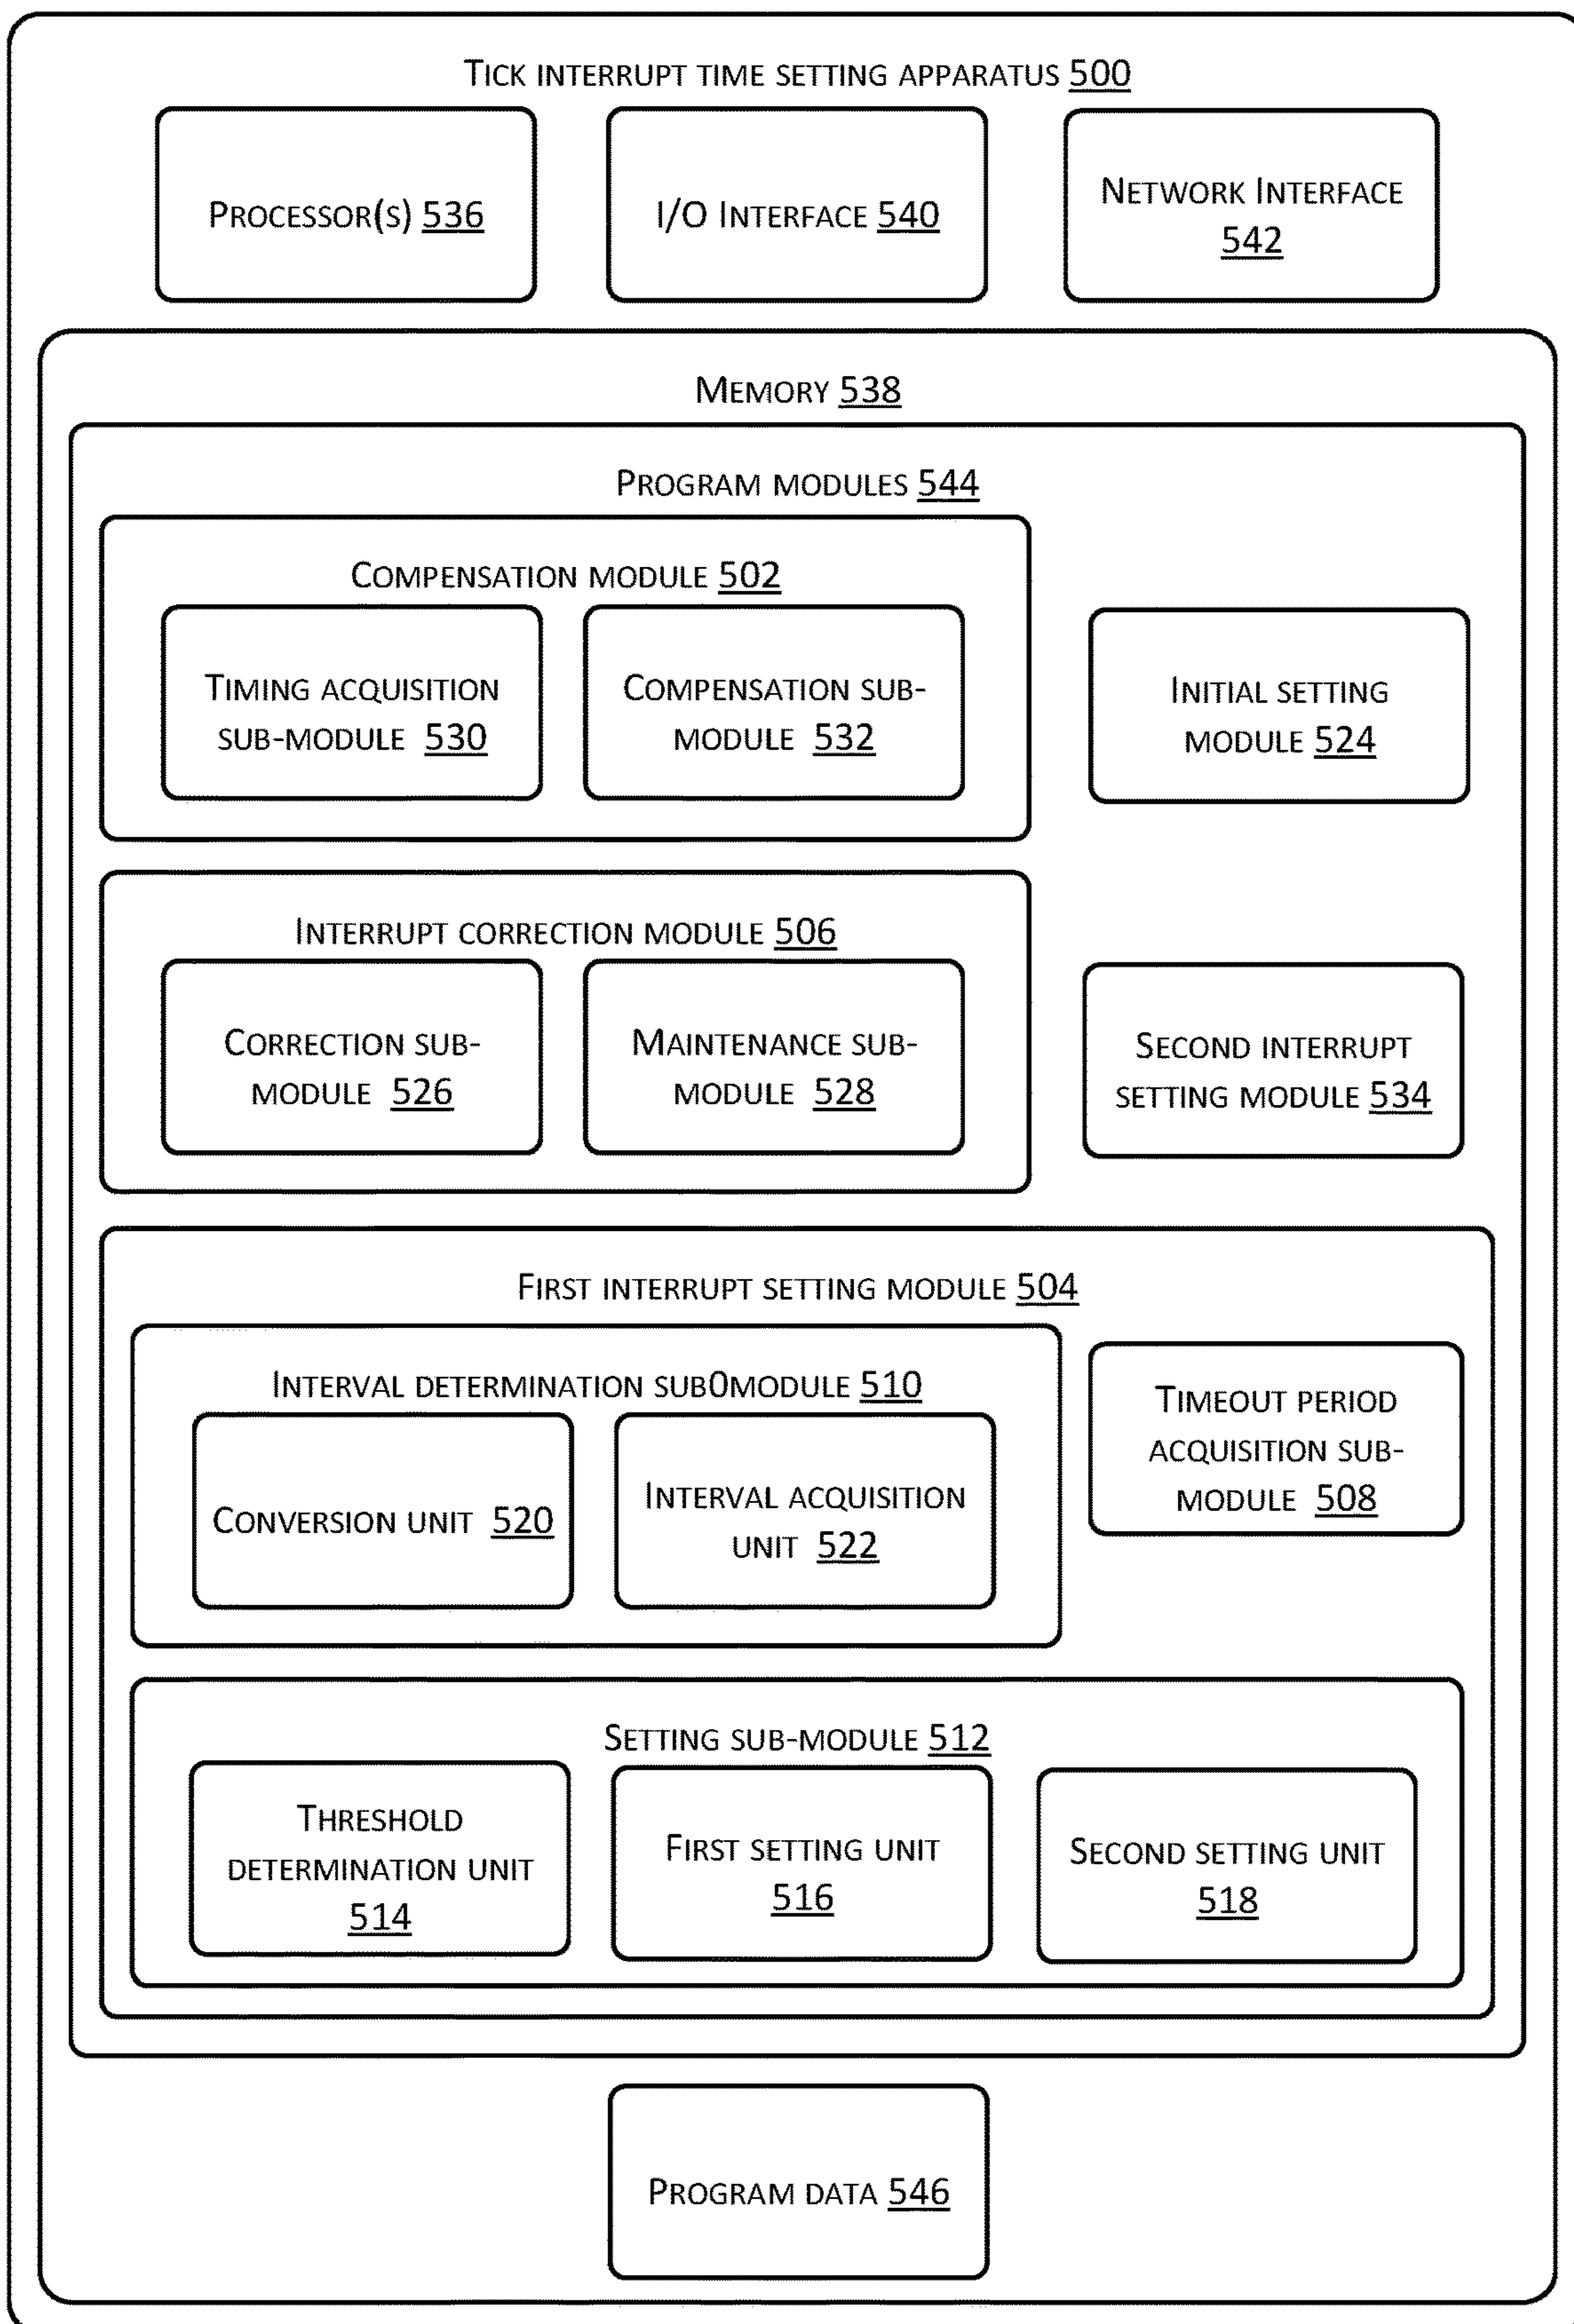 TICK INTERRUPT TIME SETTING APPARATUS 500
PROCESSOR(S) 536
I/O INTERFACE 540
NETWORK INTERFACE
542
MEMORY 538
PROGRAM MODULES 544
COMPENSATION MODULE 502
TIMING ACQUISITION
SUB-MODULE 530
COMPENSATION SUB-
MODULE 532
INITIAL SETTING
MODULE 524
INTERRUPT CORRECTION MODULE 506
CORRECTION SUB-
MODULE 526
MAINTENANCE SUB-
MODULE 528
SECOND INTERRUPT
SETTING MODULE 534
FIRST INTERRUPT SETTING MODULE 504
INTERVAL DETERMINATION SUB0MODULE 510
CONVERSION UNIT 520
INTERVAL ACQUISITION
UNIT 522
TIMEOUT PERIOD
ACQUISITION SUB-
MODULE 508
SETTING SUB-MODULE 512
THRESHOLD
DETERMINATION UNIT
514
FIRST SETTING UNIT
516
SECOND SETTING UNIT
518
PROGRAM DATA 546